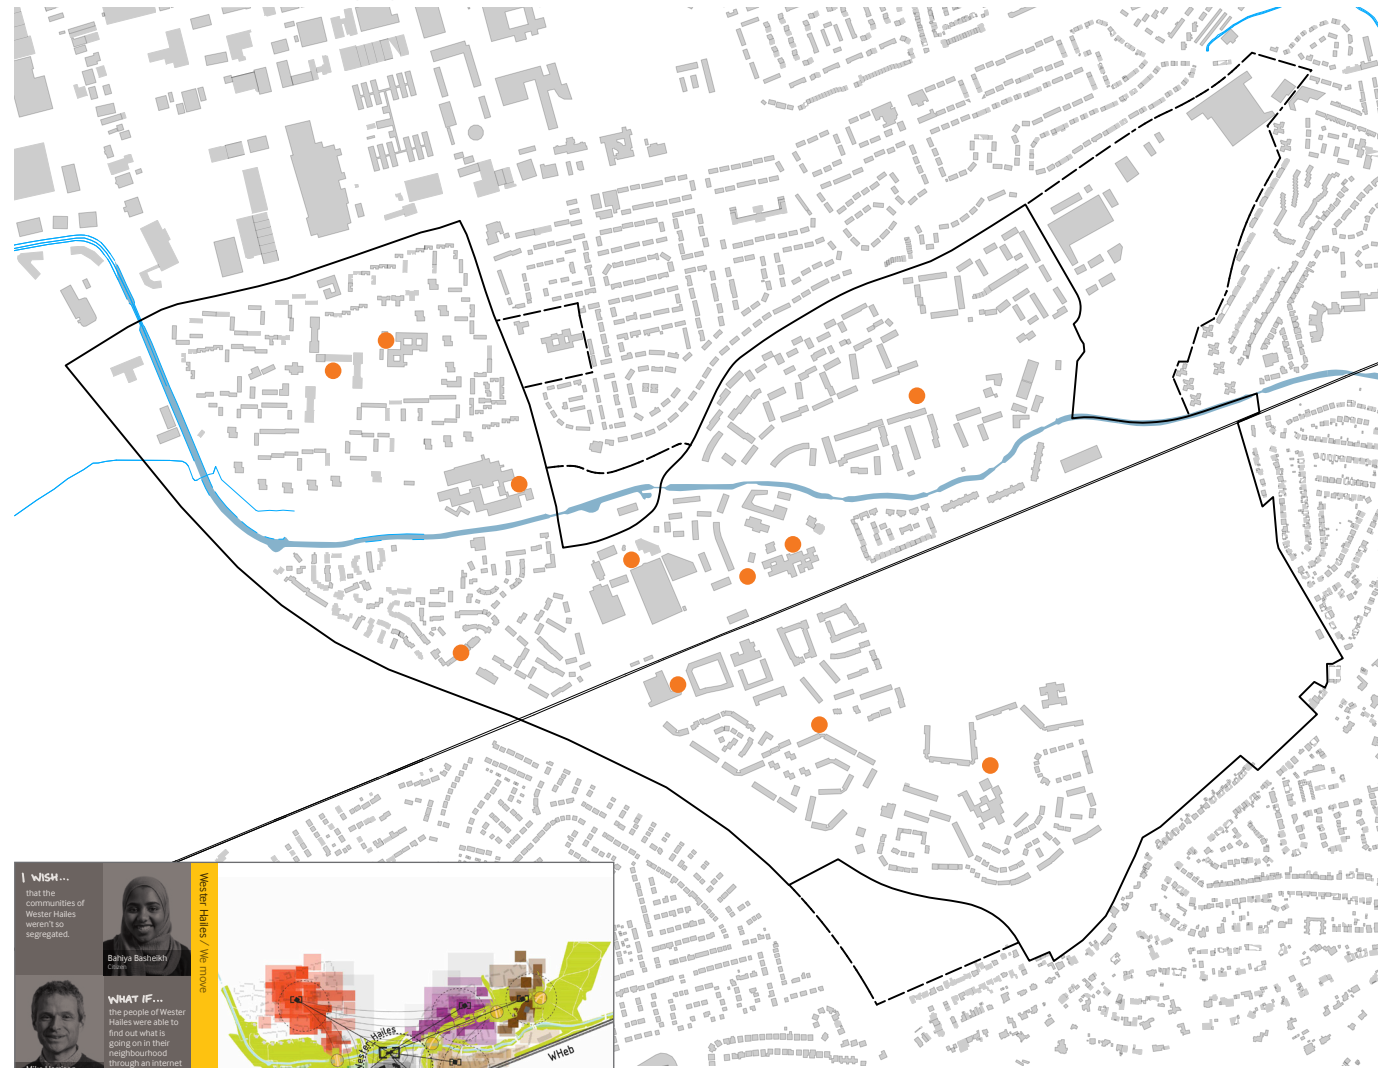 I WISH...
that the
communities of
Wester Hailes
weren't so
segregated.
Bahiya Basheikh
Citizen
WHAT IF...
the people of Wester
Hailes were able to
find out what is
going on in their
neighbourhood
through an internet
Wester Hailes / We move
Wester Hailes
WHeb